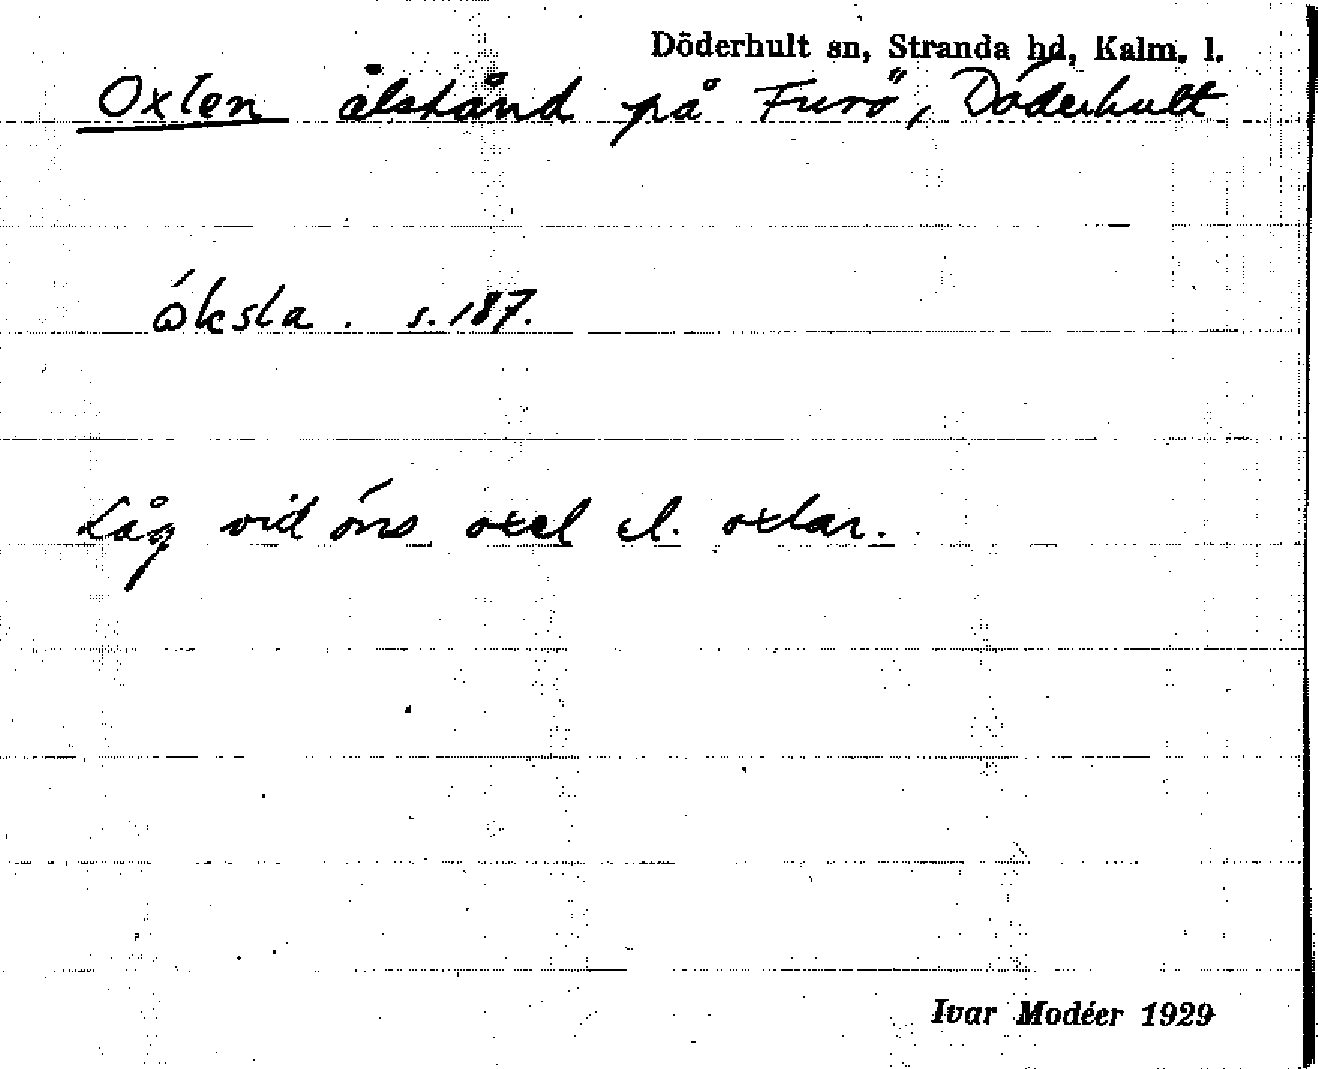 Döderhult sn, Stranda hd, Kalm. l.
Oxlen ålstånd på Furö, Döderhult
óksla. s. 187.
Låg vid öns oxel el. oxlar.
Ivar Modéer 1929